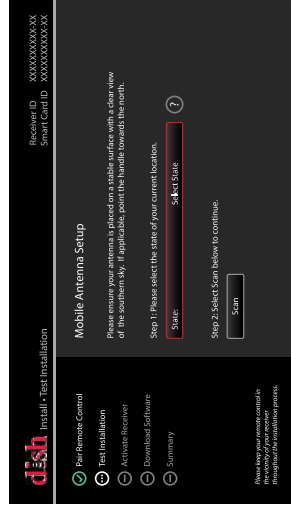 dish
Install • Test Installation
Receiver ID XXXXXXXXXX-XX
Smart Card ID XXXXXXXXXX-XX
Pair Remote Control
Test Installation
Activate Receiver
Download Software
Summary
Please keep your remote control in
the vicinity of your receiver
throughout the installation process.
Mobile Antenna Setup
Please ensure your antenna is placed on a stable surface with a clear view
of the southern sky. If applicable, point the handle towards the north.
Step 1: Please select the state of your current location.
State: Select State
?
Step 2: Select Scan below to continue.
Scan